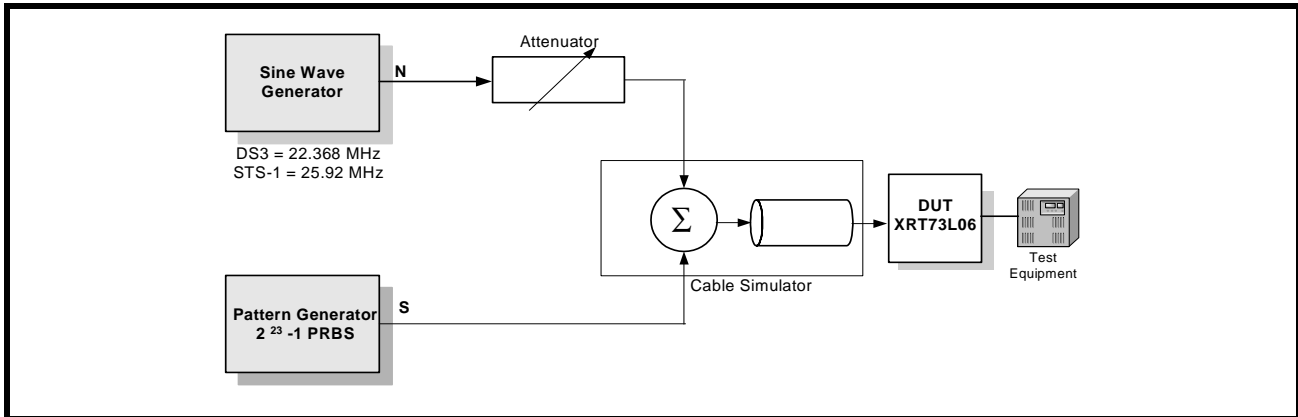 Attenuator
Sine Wave
Generator
N
DS3 = 22.368 MHz
STS-1 = 25.92 MHz
Σ
DUT
XRT73L06
Test
Equipment
Cable Simulator
Pattern Generator
2 ²³ -1 PRBS
S